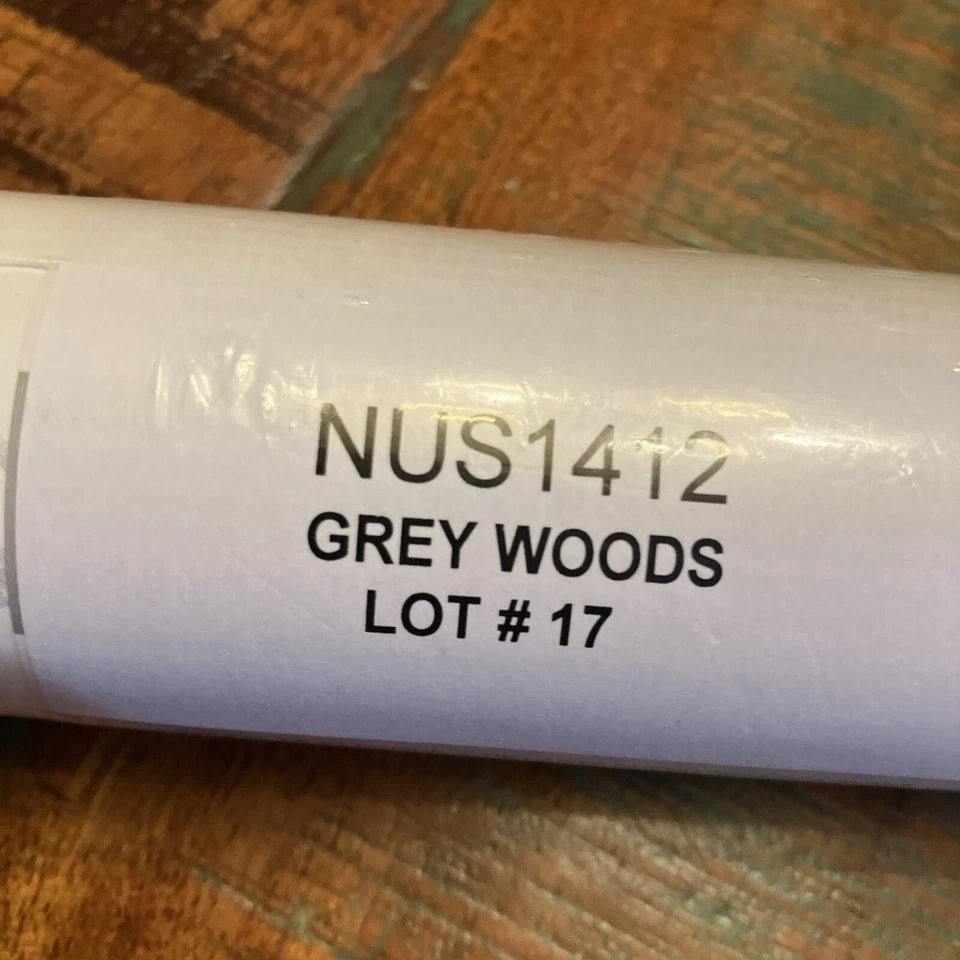 NUS1412
GREY WOODS
LOT # 17